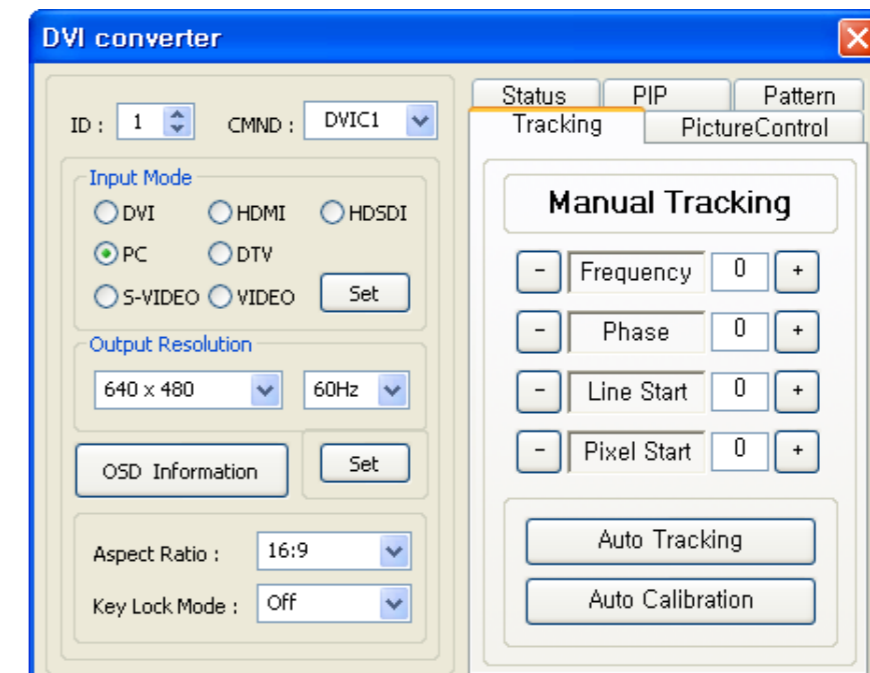 DVI converter
ID : 1 CMND : DVIC1
Input Mode
DVI HDMI HDSDI
PC DTV
S-VIDEO VIDEO Set
Output Resolution
640 x 480 60Hz
OSD Information Set
Aspect Ratio : 16:9
Key Lock Mode : Off
Status PIP Pattern
Tracking PictureControl
Manual Tracking
- Frequency 0 +
- Phase 0 +
- Line Start 0 +
- Pixel Start 0 +
Auto Tracking
Auto Calibration